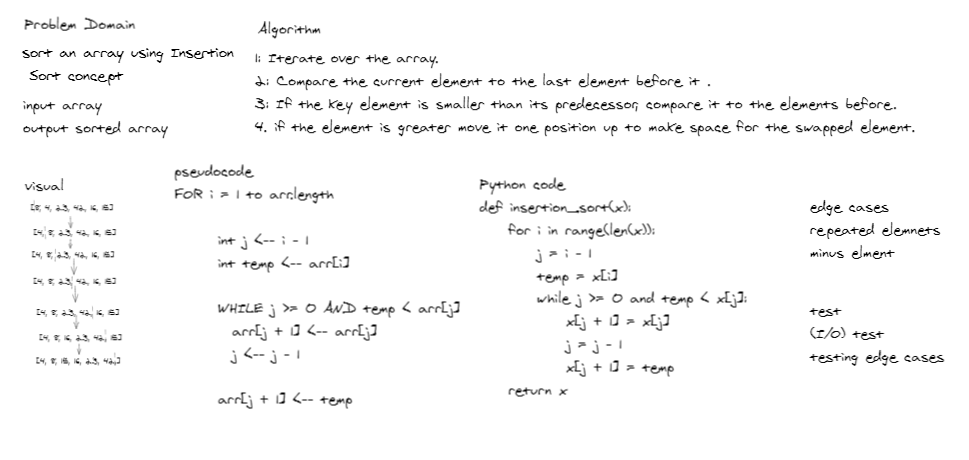 Problem Domain
sort an array using Insertion
Sort concept
input array
output sorted array
Algorithm
1: Iterate over the array.
2: Compare the current element to the last element before it .
3: If the key element is smaller than its predecessor, compare it to the elements before.
4. if the element is greater move it one position up to make space for the swapped element.
visual
[8, 4, 23, 42, 16, 15]
[4, 8, 23, 42, 16, 15]
[4, 8, 23, 42, 16, 15]
[4, 8, 23, 42, 16, 15]
[4, 8, 23, 42, 16, 15]
[4, 8, 16, 23, 42, 15]
[4, 8, 15, 16, 23, 42]
pseudocode
FOR i = 1 to arr.length
int j <-- i - 1
int temp <-- arr[i]
WHILE j >= 0 AND temp < arr[j]
arr[j + 1] <-- arr[j]
j <-- j - 1
arr[j + 1] <-- temp
Python code
def insertion_sort(x):
for i in range(len(x)):
j = i - 1
temp = x[i]
while j >= 0 and temp < x[j]:
x[j + 1] = x[j]
j = j - 1
x[j + 1] = temp
return x
edge cases
repeated elemnets
minus elment
test
(I/O) test
testing edge cases